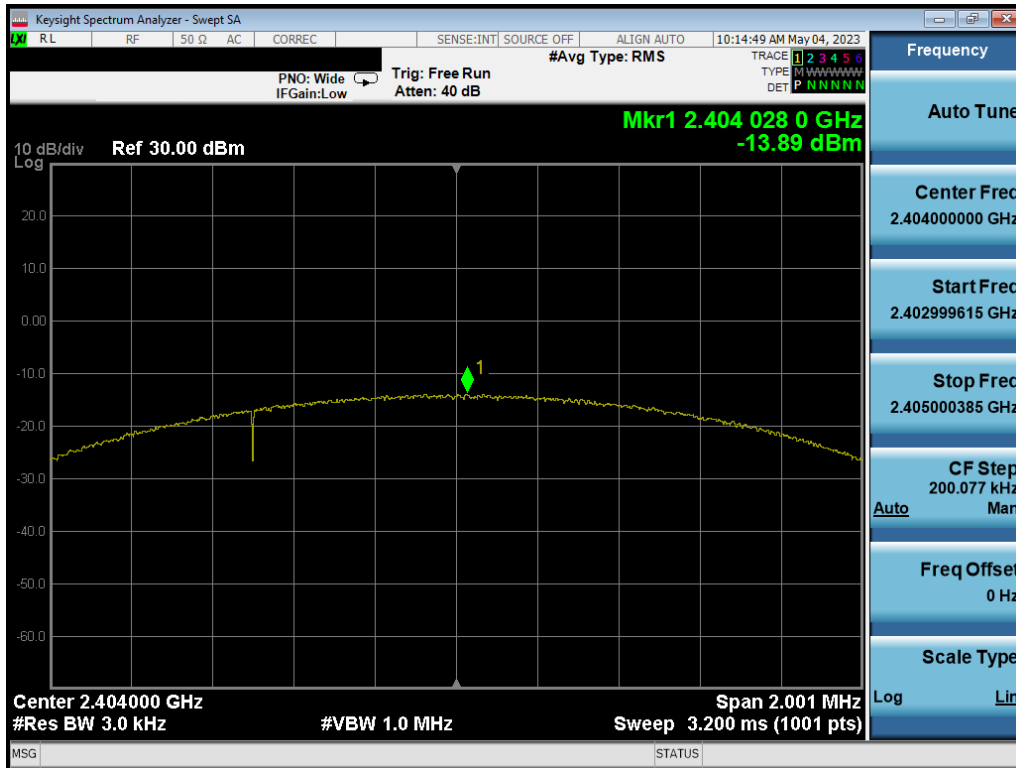 Keysight Spectrum Analyzer - Swept SA
LXI RL RF 50 Ω AC CORREC SENSE:INT SOURCE OFF ALIGN AUTO 10:14:49 AM May 04, 2023
#Avg Type: RMS
TRACE 1 2 3 4 5 6
PNO: Wide Trig: Free Run
TYPE M W W W W W
IFGain:Low Atten: 40 dB
DET P N N N N N
Mkr1 2.404 028 0 GHz
-13.89 dBm
10 dB/div Ref 30.00 dBm
Log
20.0
10.0
0.00
-10.0
1
-20.0
-30.0
-40.0
-50.0
-60.0
Center 2.404000 GHz Span 2.001 MHz
#Res BW 3.0 kHz #VBW 1.0 MHz Sweep 3.200 ms (1001 pts)
MSG STATUS
Frequency
Auto Tune
Center Freq
2.404000000 GHz
Start Freq
2.402999615 GHz
Stop Freq
2.405000385 GHz
CF Step
200.077 kHz
Auto Man
Freq Offset
0 Hz
Scale Type
Log Lin